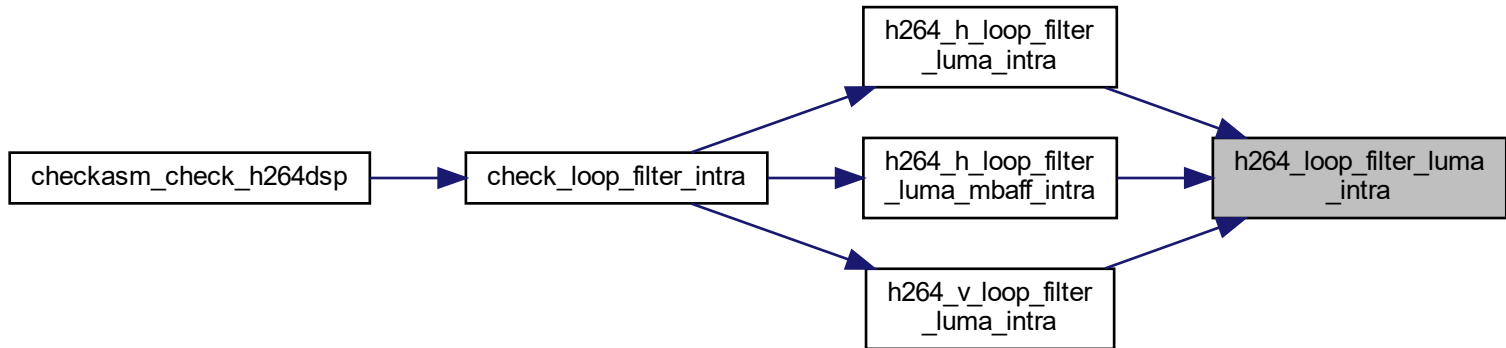 checkasm_check_h264dsp
check_loop_filter_intra
h264_h_loop_filter
_luma_intra
h264_h_loop_filter
_luma_mbaff_intra
h264_v_loop_filter
_luma_intra
h264_loop_filter_luma
_intra